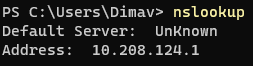 PS C:\Users\Dimav> nslookup
Default Server:  UnKnown
Address:  10.208.124.1